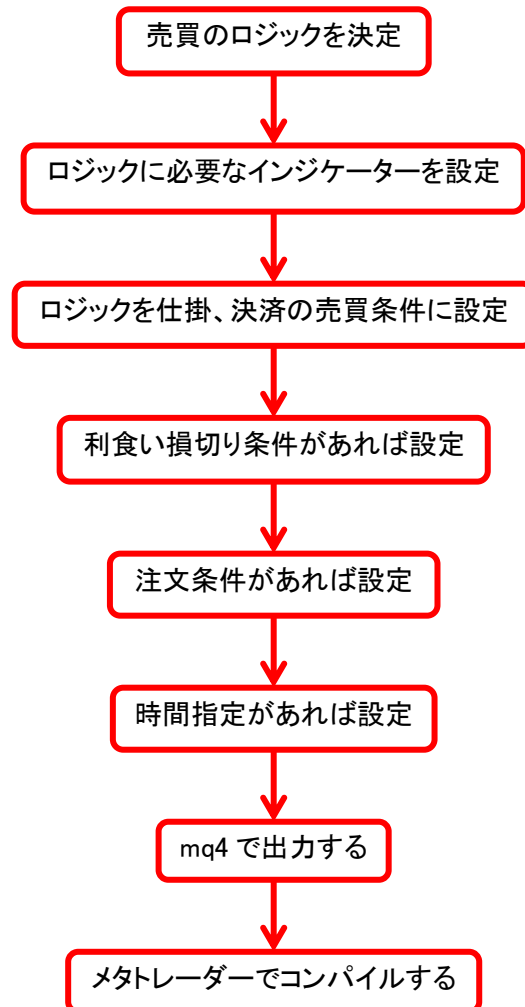 売買のロジックを決定
ロジックに必要なインジケーターを設定
ロジックを仕掛、決済の売買条件に設定
利食い損切り条件があれば設定
注文条件があれば設定
時間指定があれば設定
mq4 で出力する
メタトレーダーでコンパイルする